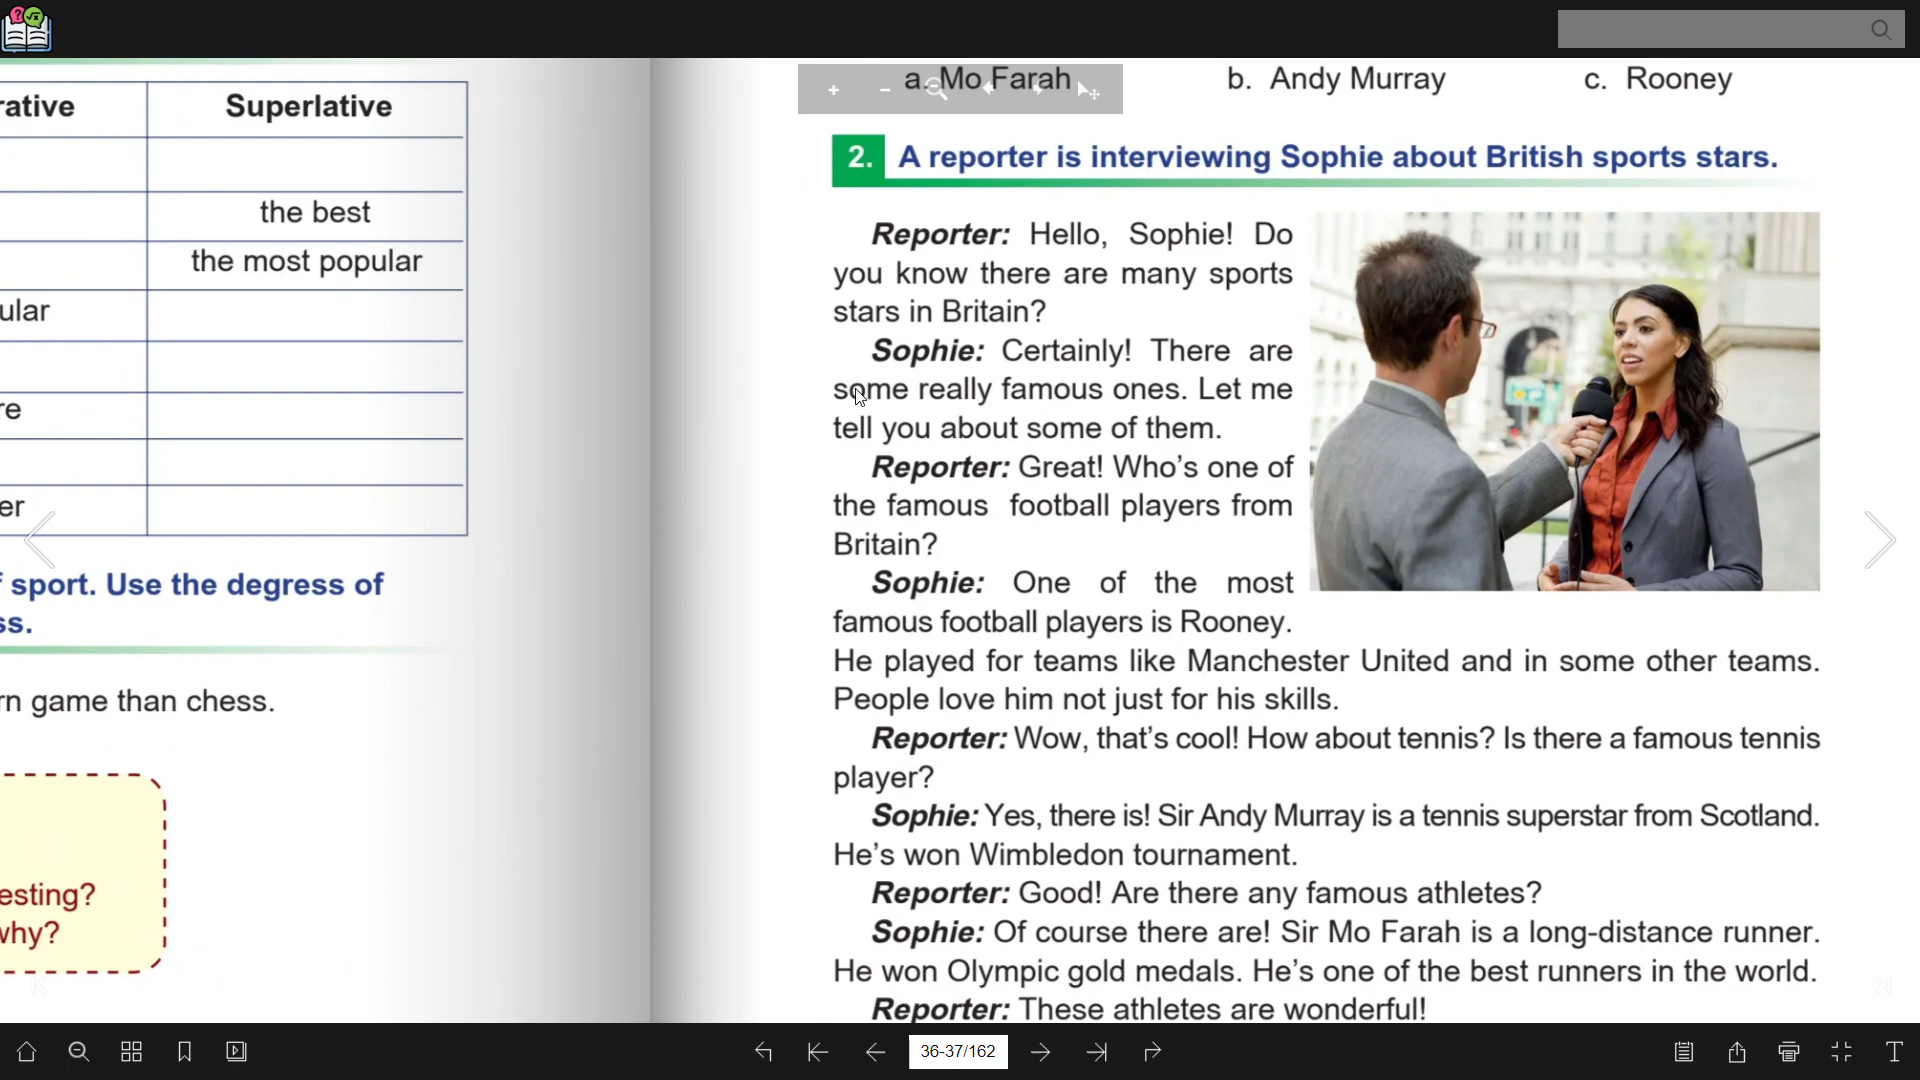 rative
Superlative
the best
the most popular
ular
re
er
f sport. Use the degress of
ss.
rn game than chess.
esting?
why?
a. Mo Farah b. Andy Murray c. Rooney
2. A reporter is interviewing Sophie about British sports stars.
Reporter: Hello, Sophie! Do
you know there are many sports
stars in Britain?
Sophie: Certainly! There are
some really famous ones. Let me
tell you about some of them.
Reporter: Great! Who’s one of
the famous football players from
Britain?
Sophie: One of the most
famous football players is Rooney.
He played for teams like Manchester United and in some other teams.
People love him not just for his skills.
Reporter: Wow, that’s cool! How about tennis? Is there a famous tennis
player?
Sophie: Yes, there is! Sir Andy Murray is a tennis superstar from Scotland.
He’s won Wimbledon tournament.
Reporter: Good! Are there any famous athletes?
Sophie: Of course there are! Sir Mo Farah is a long-distance runner.
He won Olympic gold medals. He’s one of the best runners in the world.
Reporter: These athletes are wonderful!
36-37/162